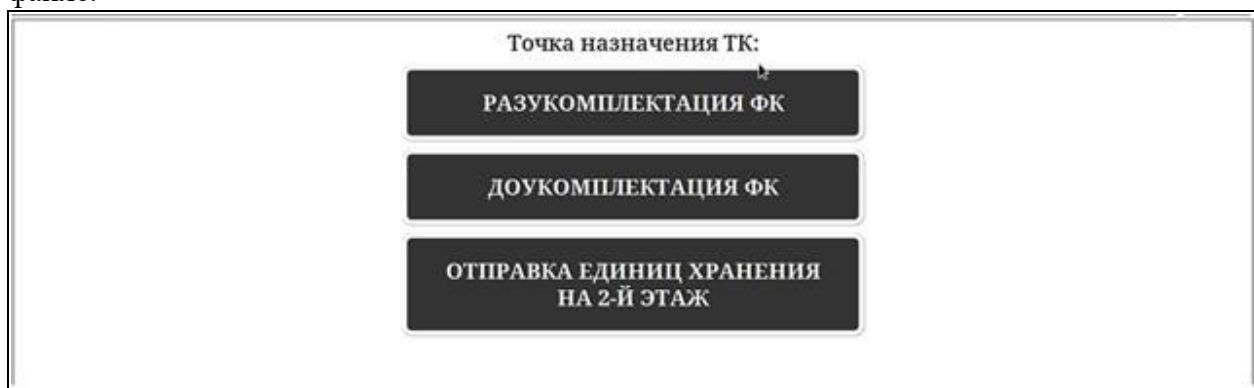 Точка назначения ТК:
РАЗУКОМПЛЕКТАЦИЯ ФК
ДОУКОМПЛЕКТАЦИЯ ФК
ОТПРАВКА ЕДИНИЦ ХРАНЕНИЯ
НА 2-Й ЭТАЖ